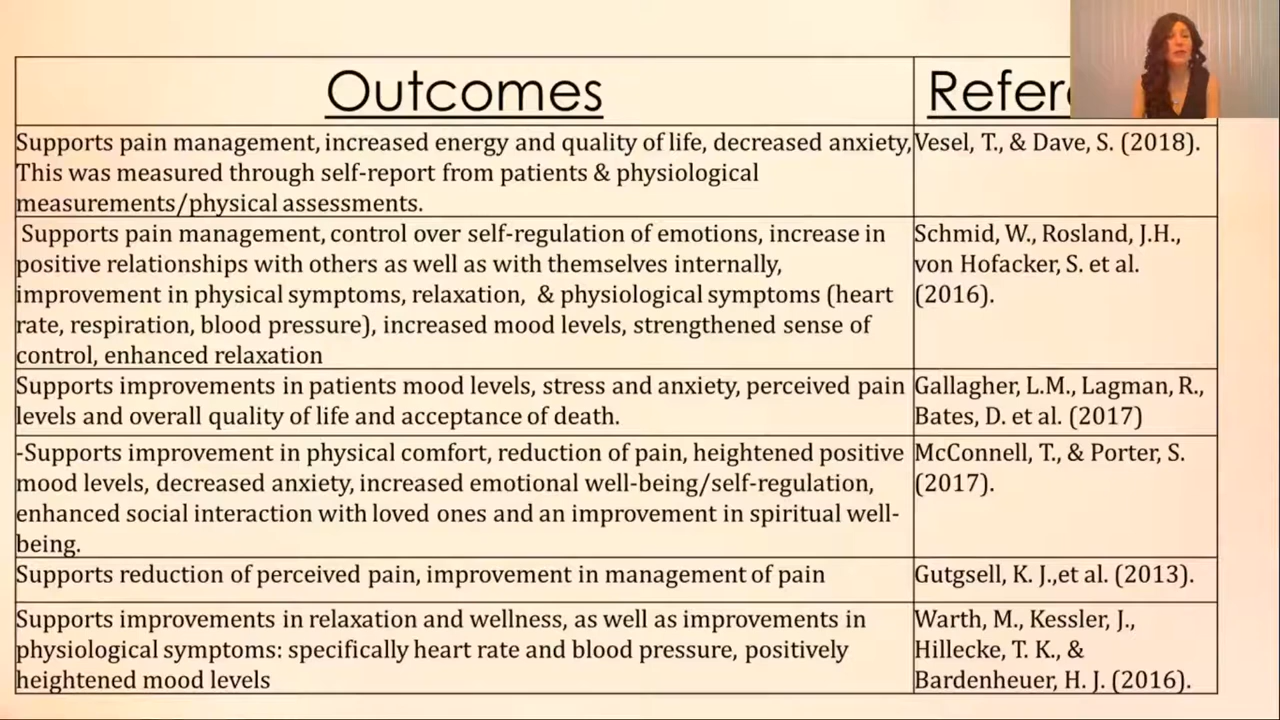 Outcomes
Supports pain management, increased energy and quality of life, decreased anxiety, Vesel, T., & Dave, S. (2018).
This was measured through self-report from patients & physiological
measurements/physical assessments.
Supports pain management, control over self-regulation of emotions, increase in
positive relationships with others as well as with themselves internally,
improvement in physical symptoms, relaxation, & physiological symptoms (heart
rate, respiration, blood pressure), increased mood levels, strengthened sense of
control, enhanced relaxation
Schmid, W., Rosland, J.H.,
von Hofacker, S. et al.
(2016).
Supports improvements in patients mood levels, stress and anxiety, perceived pain
levels and overall quality of life and acceptance of death.
Gallagher, L.M., Lagman, R.,
Bates, D. et al. (2017)
-Supports improvement in physical comfort, reduction of pain, heightened positive
mood levels, decreased anxiety, increased emotional well-being/self-regulation,
enhanced social interaction with loved ones and an improvement in spiritual well-
being.
McConnell, T., & Porter, S.
(2017).
Supports reduction of perceived pain, improvement in management of pain
Gutgsell, K. J.,et al. (2013).
Supports improvements in relaxation and wellness, as well as improvements in
physiological symptoms: specifically heart rate and blood pressure, positively
heightened mood levels
Warth, M., Kessler, J.,
Hillecke, T. K., &
Bardenheuer, H. J. (2016).